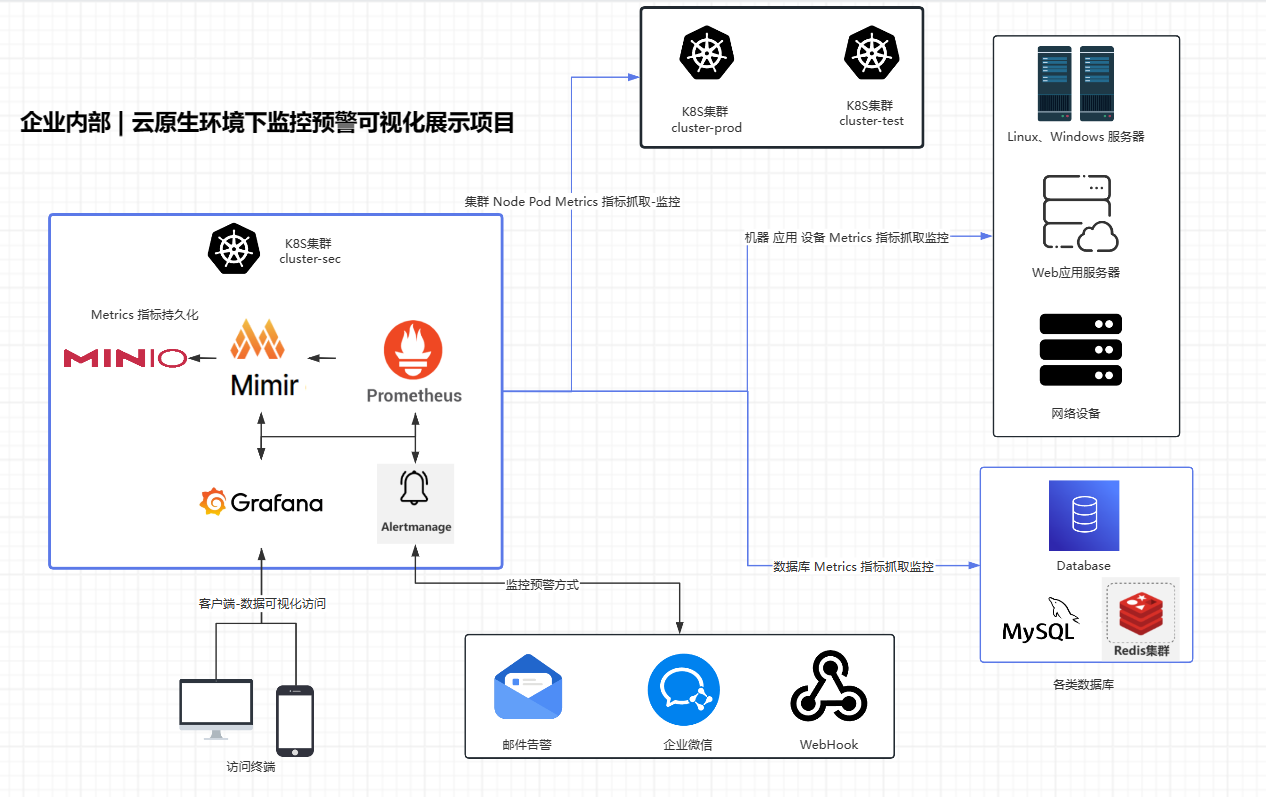 企业内部 | 云原生环境下监控预警可视化展示项目
K8S集群
cluster-prod
K8S集群
cluster-test
Linux、Windows 服务器
Web应用服务器
网络设备
集群 Node Pod Metrics 指标抓取-监控
机器 应用 设备 Metrics 指标抓取监控
K8S集群
cluster-sec
Metrics 指标持久化
MINIO
Mimir
Prometheus
Grafana
Alertmanage
数据库 Metrics 指标抓取监控
Database
MySQL
Redis集群
各类数据库
监控预警方式
客户端-数据可视化访问
访问终端
邮件告警
企业微信
WebHook